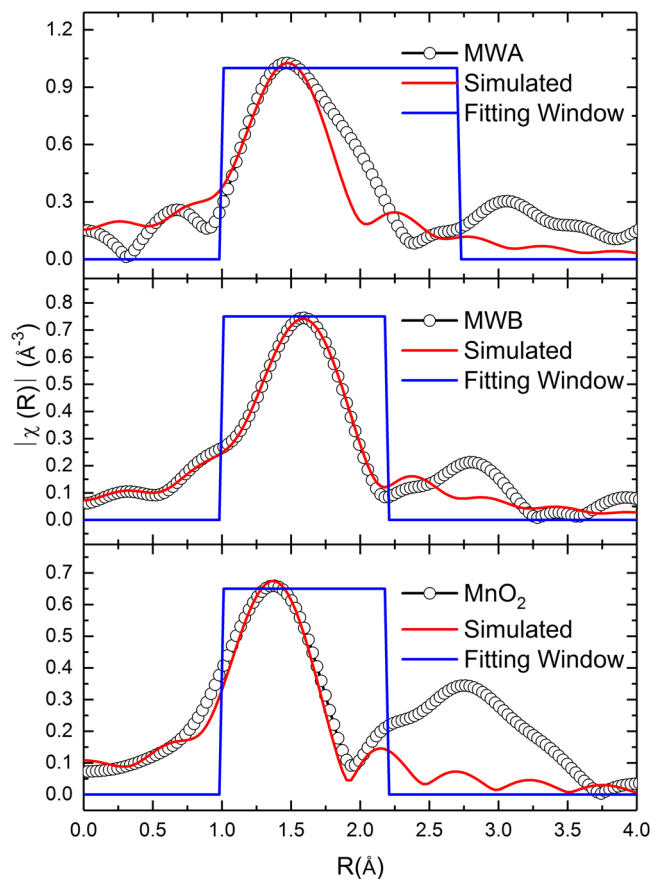 1.2
MWA
Simulated
Fitting Window
0.9
0.6
0.3
0.0
0.8
MWB
Simulated
Fitting Window
0.7
0.6
0.5
0.4
0.3
0.2
0.1
0.0
|χ (R)| (Å⁻³)
0.7
MnO₂
Simulated
Fitting Window
0.6
0.5
0.4
0.3
0.2
0.1
0.0
0.0 0.5 1.0 1.5 2.0 2.5 3.0 3.5 4.0
R(Å)